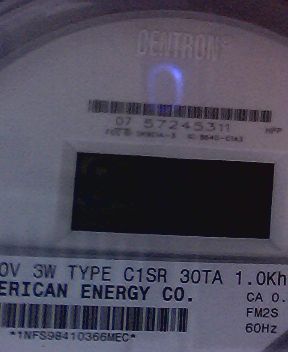 CENTRON®
07 57245311
0V 3W TYPE C1SR 30TA 1.0Kh
ERICAN ENERGY CO.
CA 0.
FM2S
60Hz
*1NFS98410366MEC*